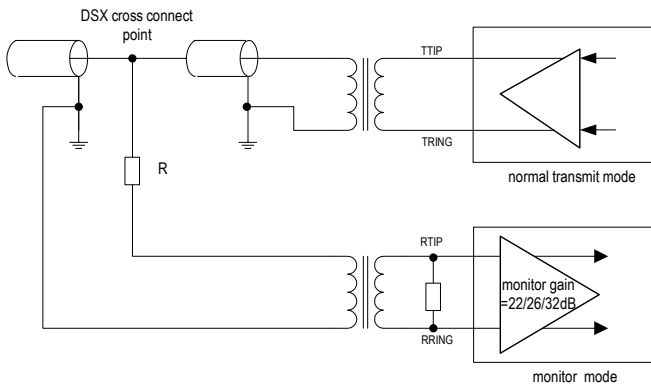 DSX cross connect
point
TTIP
TRING
normal transmit mode
R
RTIP
monitor gain
=22/26/32dB
RRING
monitor mode